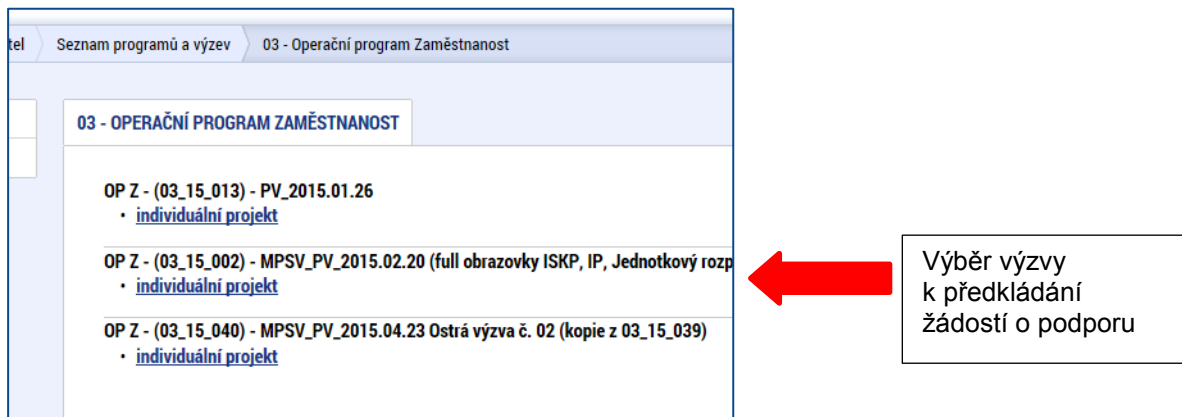 tel Seznam programů a výzev 03 - Operační program Zaměstnanost
03 - OPERAČNÍ PROGRAM ZAMĚSTNANOST
OP Z - (03_15_013) - PV_2015.01.26
• individuální projekt
OP Z - (03_15_002) - MPSV_PV_2015.02.20 (full obrazovky ISKP, IP, Jednotkový rozp
• individuální projekt
OP Z - (03_15_040) - MPSV_PV_2015.04.23 Ostrá výzva č. 02 (kopie z 03_15_039)
• individuální projekt
Výběr výzvy
k předkládání
žádostí o podporu